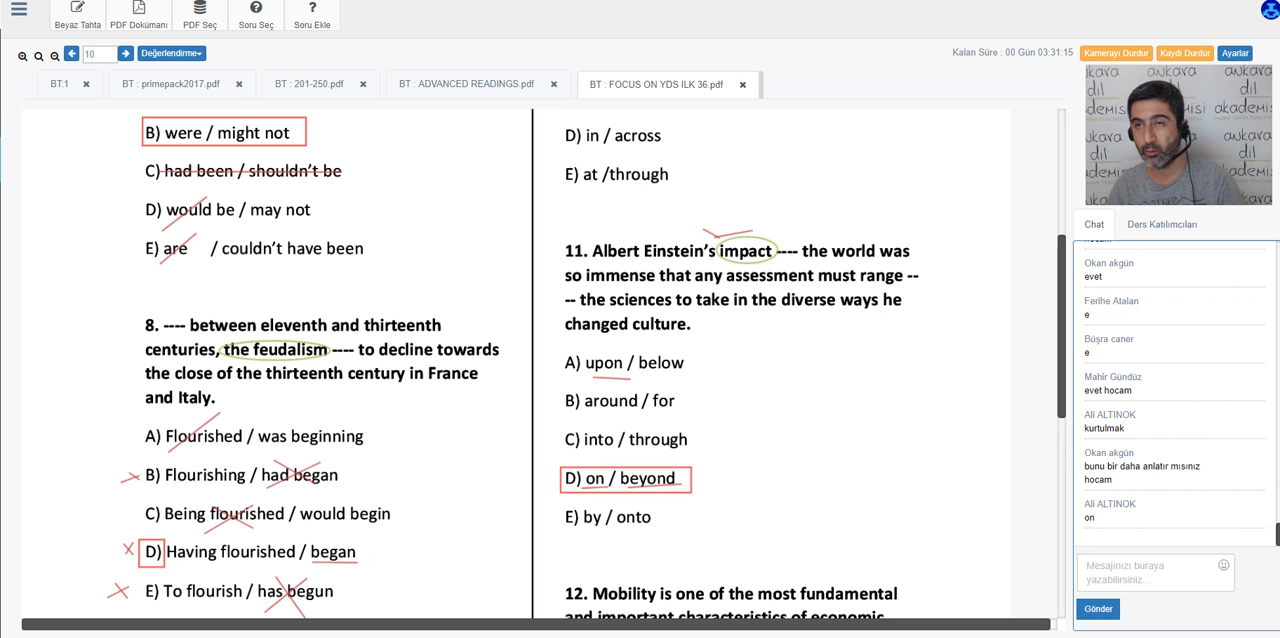 Beyaz Tahta
PDF Dokümanı
PDF Seç
Soru Seç
Soru Ekle
10
Değerlendirme
Kalan Süre : 00 Gün 03:31:15
Kamerayı Durdur
Kaydı Durdur
Ayarlar
BT.1
BT : primepack2017.pdf
BT : 201-250.pdf
BT : ADVANCED READINGS.pdf
BT : FOCUS ON YDS ILK 36.pdf
B) were / might not
C) had been / shouldn't be
D) would be / may not
E) are / couldn't have been
8. ---- between eleventh and thirteenth
centuries, the feudalism ---- to decline towards
the close of the thirteenth century in France
and Italy.
A) Flourished / was beginning
B) Flourishing / had began
C) Being flourished / would begin
D) Having flourished / began
E) To flourish / has begun
D) in / across
E) at /through
11. Albert Einstein's impact ---- the world was
so immense that any assessment must range --
-- the sciences to take in the diverse ways he
changed culture.
A) upon / below
B) around / for
C) into / through
D) on / beyond
E) by / onto
12. Mobility is one of the most fundamental
and important characteristics of economic
ankara
dil
akademisi
Chat
Ders Katılımcıları
hocam
Okan akgün
evet
Ferihe Atalan
e
Büşra caner
e
Mahir Gündüz
evet hocam
Ali ALTINOK
kurtulmak
Okan akgün
bunu bir daha anlatır mısınız
hocam
Ali ALTINOK
on
Mesajınızı buraya
yazabilirsiniz...
Gönder